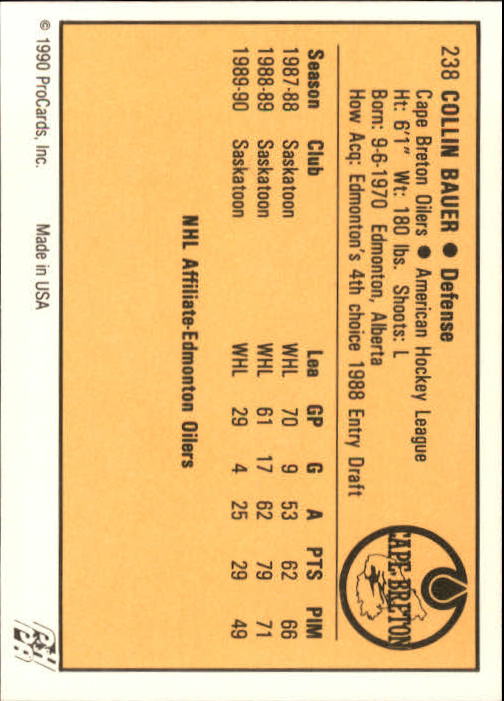 238 COLLIN BAUER ● Defense
Cape Breton Oilers ● American Hockey League
Ht: 6'1" Wt: 180 lbs. Shoots: L
Born: 9-6-1970 Edmonton, Alberta
How Acq: Edmonton's 4th choice 1988 Entry Draft
CAPE BRETON
Season Club Lea GP G A PTS PIM
1987-88 Saskatoon WHL 70 9 53 62 66
1988-89 Saskatoon WHL 61 17 62 79 71
1989-90 Saskatoon WHL 29 4 25 29 49
NHL Affiliate-Edmonton Oilers
© 1990 ProCards, Inc. Made in USA